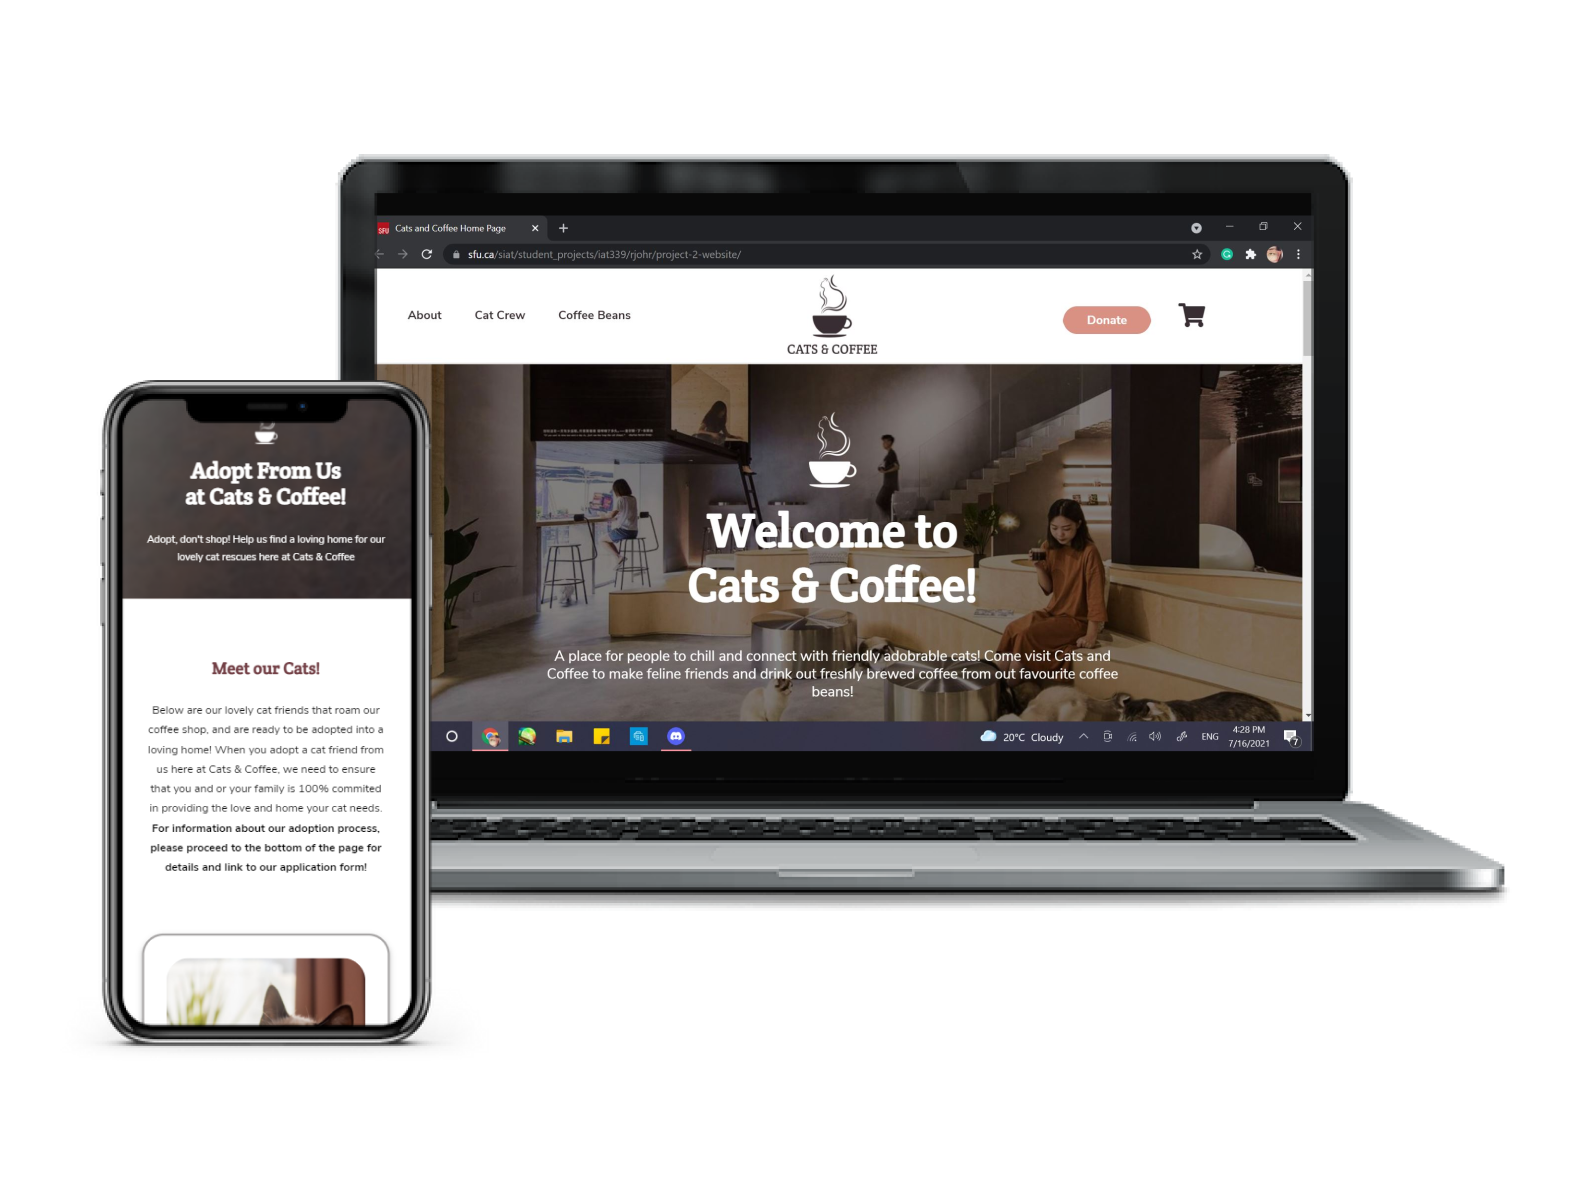 SFU Cats and Coffee Home Page
sfu.ca/siat/student_projects/iat339/rjohr/project-2-website/
About Cat Crew Coffee Beans
CATS & COFFEE
Donate
Welcome to
Cats & Coffee!
A place for people to chill and connect with friendly adobrable cats! Come visit Cats and
Coffee to make feline friends and drink out freshly brewed coffee from out favourite coffee
beans!
20°C Cloudy
ENG
4:28 PM
7/16/2021
7
Adopt From Us
at Cats & Coffee!
Adopt, don't shop! Help us find a loving home for our
lovely cat rescues here at Cats & Coffee
Meet our Cats!
Below are our lovely cat friends that roam our
coffee shop, and are ready to be adopted into a
loving home! When you adopt a cat friend from
us here at Cats & Coffee, we need to ensure
that you and or your family is 100% commited
in providing the love and home your cat needs.
For information about our adoption process,
please proceed to the bottom of the page for
details and link to our application form!